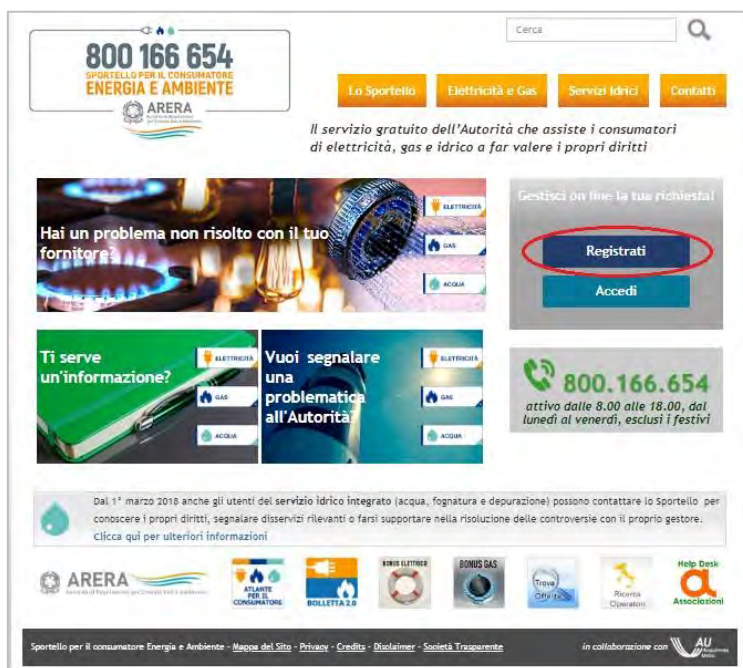 Cerca
800 166 654
SPORTELLO PER IL CONSUMATORE
ENERGIA E AMBIENTE
ARERA
Lo Sportello
Elettricità e Gas
Servizi Idrici
Contatti
Il servizio gratuito dell'Autorità che assiste i consumatori
di elettricità, gas e idrico a far valere i propri diritti
Hai un problema non risolto con il tuo
fornitore?
ELETTRICITÀ
GAS
ACQUA
Gestisci on line la tua richiesta!
Registrati
Accedi
Ti serve
un'informazione?
ELETTRICITÀ
GAS
ACQUA
Vuoi segnalare
una
problematica
all'Autorità?
ELETTRICITÀ
GAS
ACQUA
800.166.654
attivo dalle 8.00 alle 18.00, dal
lunedì al venerdì, esclusi i festivi
Dal 1° marzo 2018 anche gli utenti del servizio idrico integrato (acqua, fognatura e depurazione) possono contattare lo Sportello per
conoscere i propri diritti, segnalare disservizi rilevanti o farsi supportare nella risoluzione delle controversie con il proprio gestore.
Clicca qui per ulteriori informazioni
ARERA
ATLANTE
PER IL
CONSUMATORE
BOLLETTA 2.0
BONUS ELETTRICO
BONUS GAS
Trova
Offerte
Ricerca
Operatori
Help Desk
Associazioni
Sportello per il consumatore Energia e Ambiente - Mappa del Sito - Privacy - Credits - Disclaimer - Società Trasparente
in collaborazione con
AU